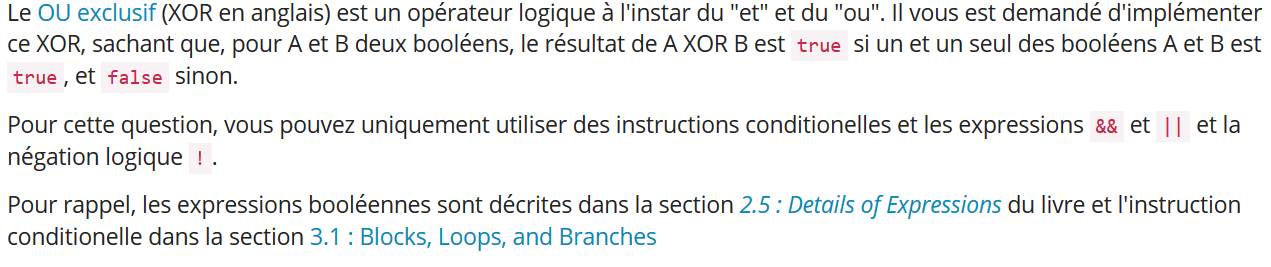 Le OU exclusif (XOR en anglais) est un opérateur logique à l'instar du "et" et du "ou". Il vous est demandé d'implémenter
ce XOR, sachant que, pour A et B deux booléens, le résultat de A XOR B est true si un et un seul des booléens A et B est
true , et false sinon.
Pour cette question, vous pouvez uniquement utiliser des instructions conditionelles et les expressions && et || et la
négation logique ! .
Pour rappel, les expressions booléennes sont décrites dans la section 2.5 : Details of Expressions du livre et l'instruction
conditionelle dans la section 3.1 : Blocks, Loops, and Branches